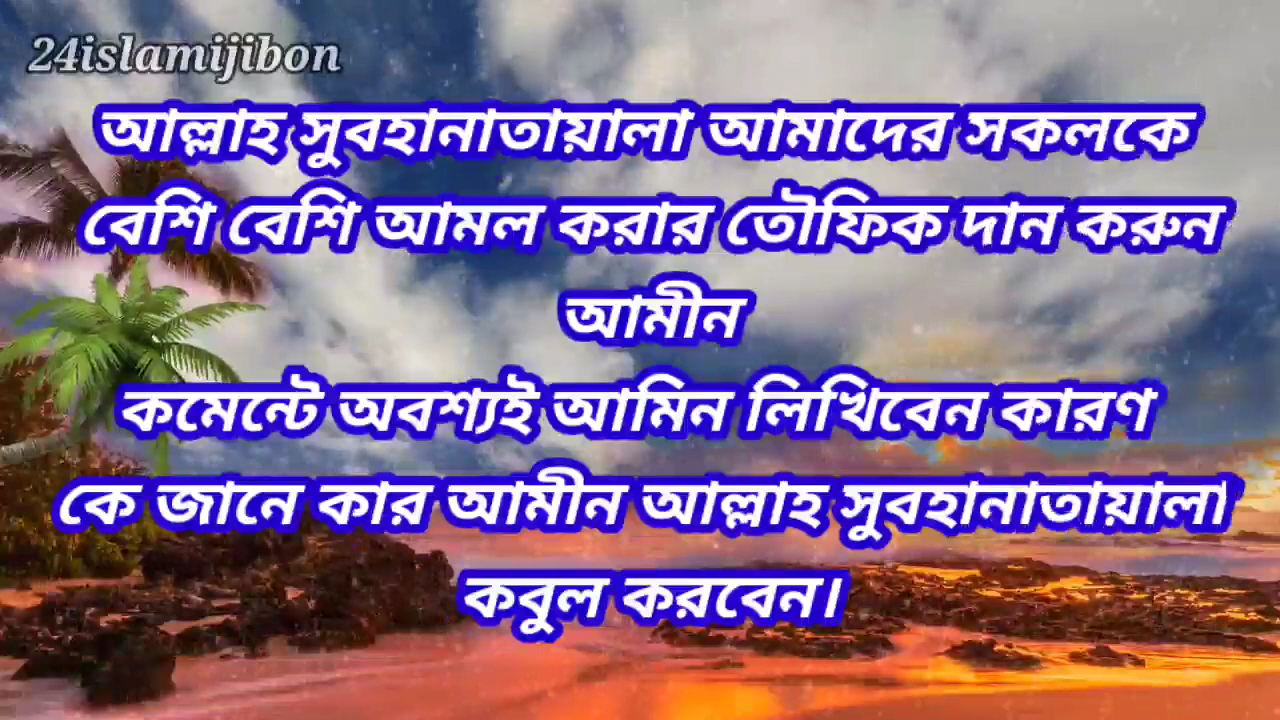 24islamijibon
আল্লাহ সুবহানাতায়ালা আমাদের সকলকে
বেশি বেশি আমল করার তৌফিক দান করুন
আমীন
কমেন্টে অবশ্যই আমিন লিখিবেন কারণ
কে জানে কার আমীন আল্লাহ সুবহানাতায়ালা
কবুল করবেন।